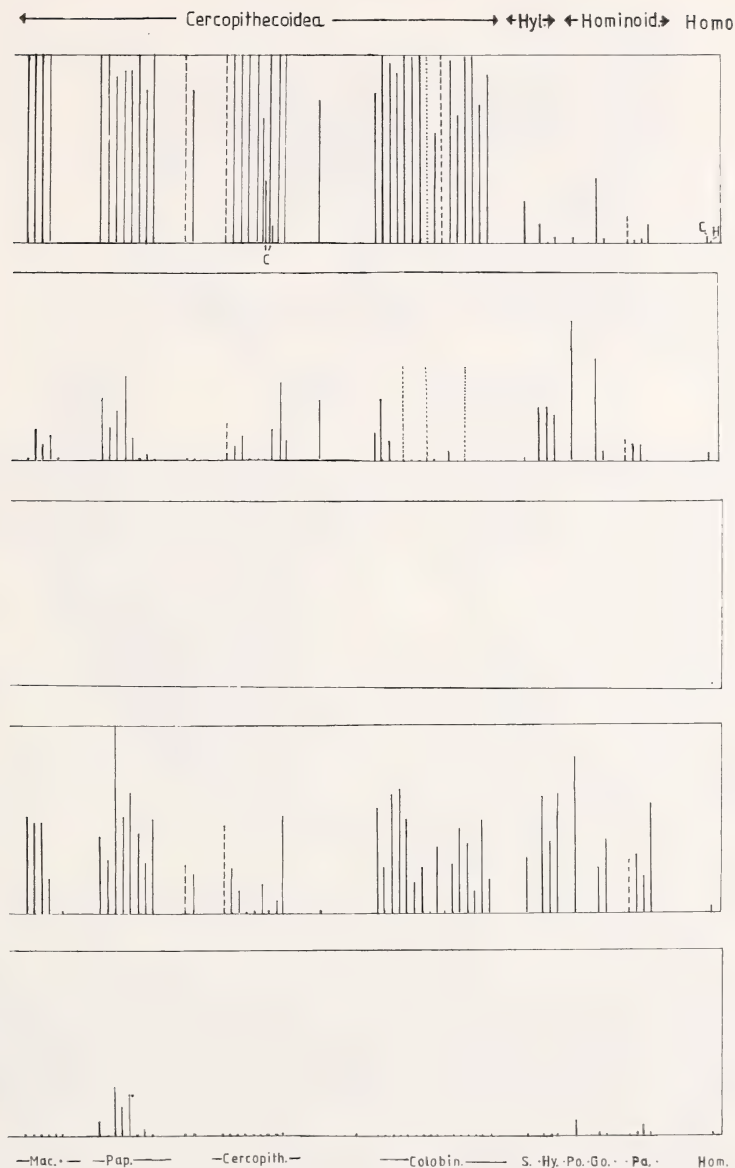 Cercopithecoidea Hyl. Hominoid. Homo
C H
C
Mac. Pap. Cercopith. Colobin. S. Hy. Po. Go. Pa. Hom.